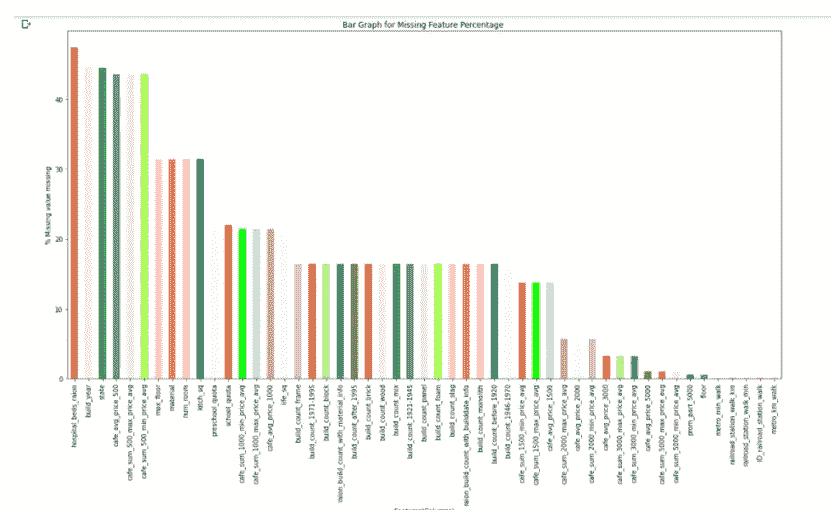 Bar Graph for Missing Feature Percentage
% Missing value missing
40
30
20
10
0
hospital_beds_raion
build_year
state
cafe_avg_price_500
cafe_sum_500_max_price_avg
cafe_sum_500_min_price_avg
max_floor
material
num_room
kitch_sq
preschool_quota
school_quota
cafe_sum_1000_min_price_avg
cafe_sum_1000_max_price_avg
cafe_avg_price_1000
life_sq
build_count_frame
build_count_1971-1995
build_count_block
raion_build_count_with_material_info
build_count_after_1995
build_count_brick
build_count_wood
build_count_mix
build_count_1921-1945
build_count_panel
build_count_foam
build_count_slag
raion_build_count_with_builddate_info
build_count_monolith
build_count_before_1920
build_count_1946-1970
cafe_sum_1500_min_price_avg
cafe_sum_1500_max_price_avg
cafe_avg_price_1500
cafe_sum_2000_max_price_avg
cafe_avg_price_2000
cafe_sum_2000_min_price_avg
cafe_avg_price_3000
cafe_sum_3000_max_price_avg
cafe_sum_3000_min_price_avg
cafe_avg_price_5000
cafe_sum_5000_max_price_avg
cafe_sum_5000_min_price_avg
prom_part_5000
floor
metro_min_walk
railroad_station_walk_km
railroad_station_walk_min
ID_railroad_station_walk
metro_km_walk